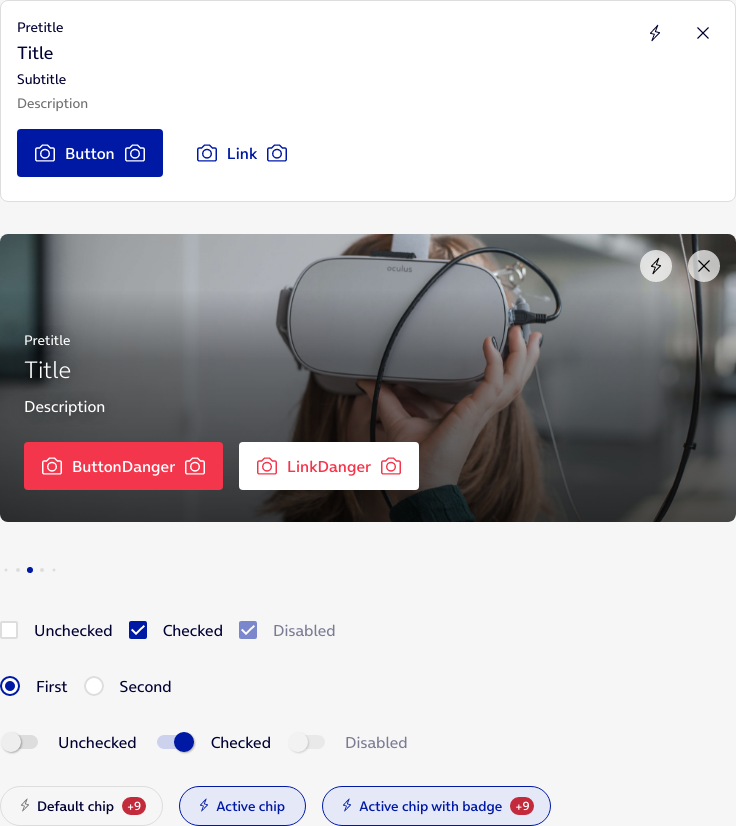 Pretitle
Title
Subtitle
Description
Button
Link
oculus
Pretitle
Title
Description
ButtonDanger
LinkDanger
Unchecked
Checked
Disabled
First
Second
Unchecked
Checked
Disabled
Default chip +9
Active chip
Active chip with badge +9